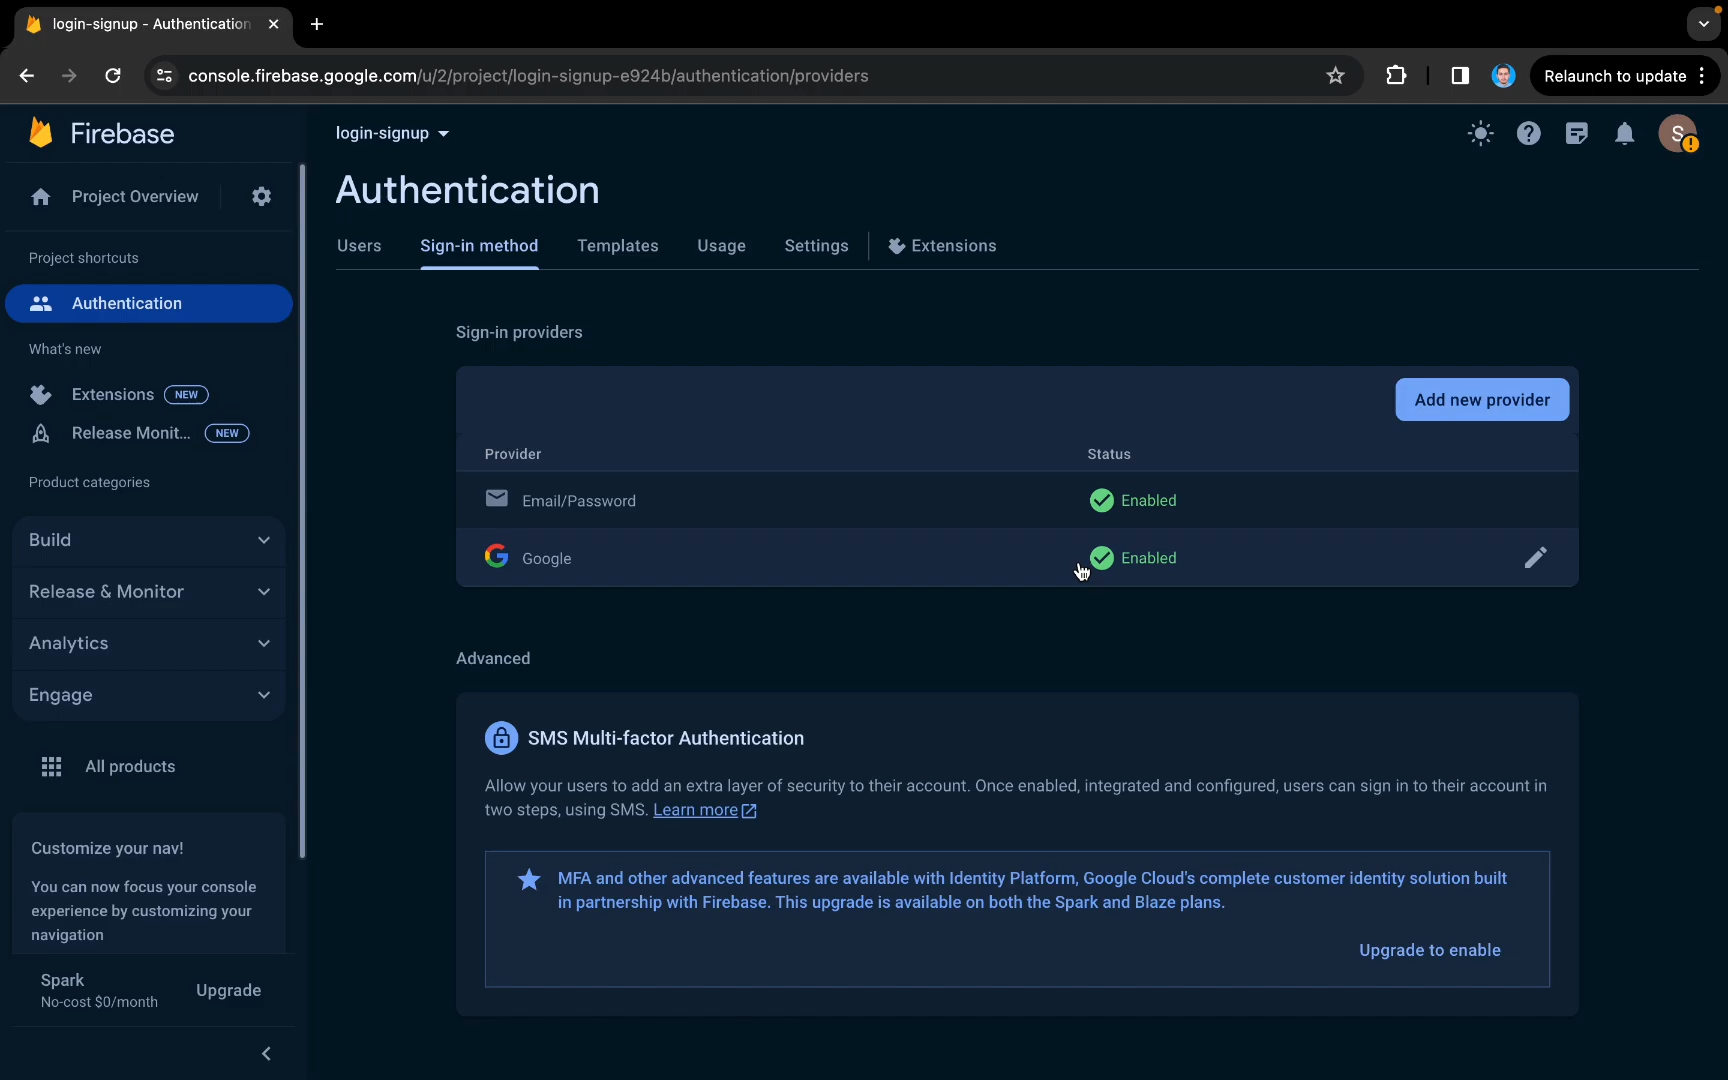 login-signup - Authentication
console.firebase.google.com/u/2/project/login-signup-e924b/authentication/providers
Relaunch to update
Firebase
login-signup
S
Project Overview
Authentication
Users
Sign-in method
Templates
Usage
Settings
Extensions
Project shortcuts
Authentication
What's new
Extensions NEW
Release Monit... NEW
Product categories
Build
Release & Monitor
Analytics
Engage
All products
Customize your nav!
You can now focus your console
experience by customizing your
navigation
Spark
No-cost $0/month
Upgrade
Sign-in providers
Add new provider
Provider
Status
Email/Password
Enabled
Google
Enabled
Advanced
SMS Multi-factor Authentication
Allow your users to add an extra layer of security to their account. Once enabled, integrated and configured, users can sign in to their account in
two steps, using SMS. Learn more
MFA and other advanced features are available with Identity Platform, Google Cloud's complete customer identity solution built
in partnership with Firebase. This upgrade is available on both the Spark and Blaze plans.
Upgrade to enable